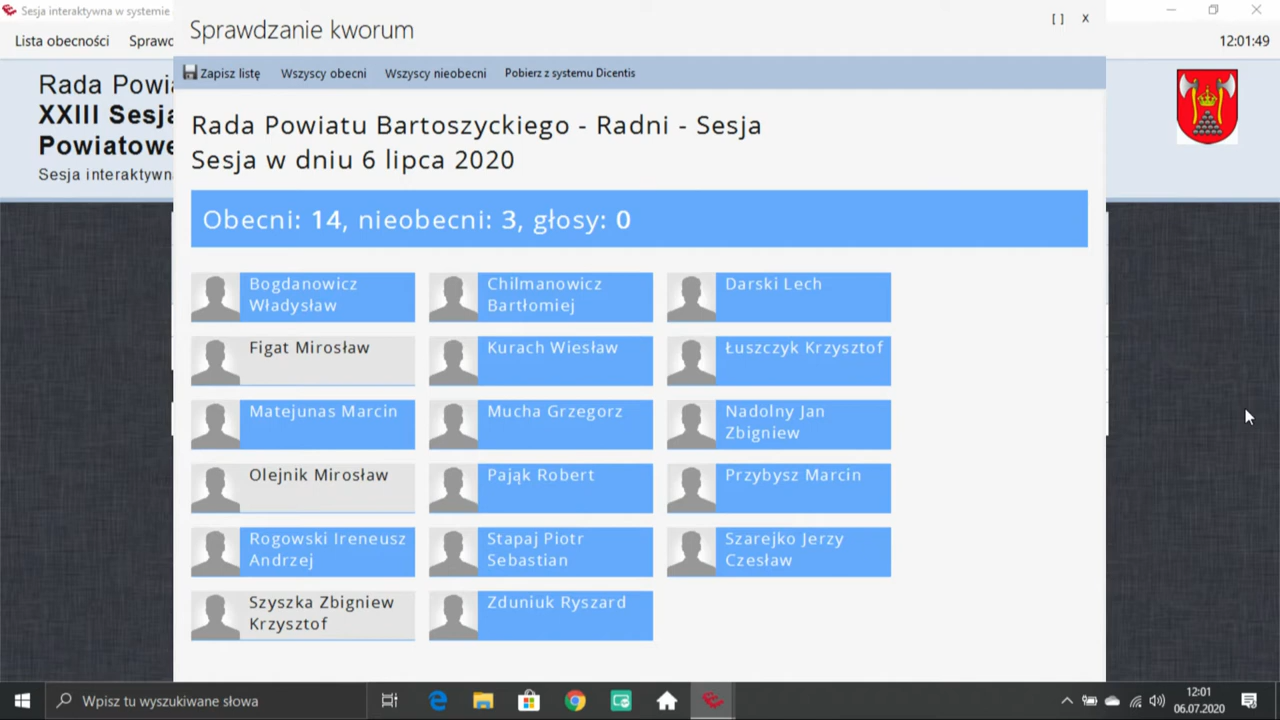 Sesja interaktywna w systemie
Lista obecności
12:01:49
XXIII Sesja
Sesja interaktywna
Sprawdzanie kworum
[ ] X
Zapisz listę Wszyscy obecni Wszyscy nieobecni Pobierz z systemu Dicentis
Rada Powiatu Bartoszyckiego - Radni - Sesja
Sesja w dniu 6 lipca 2020
Obecni: 14, nieobecni: 3, głosy: 0
Bogdanowicz
Władysław
Chilmanowicz
Bartłomiej
Darski Lech
Figat Mirosław
Kurach Wiesław
Łuszczyk Krzysztof
Matejunas Marcin
Mucha Grzegorz
Nadolny Jan
Zbigniew
Olejnik Mirosław
Pająk Robert
Przybysz Marcin
Rogowski Ireneusz
Andrzej
Stapaj Piotr
Sebastian
Szarejko Jerzy
Czesław
Szyszka Zbigniew
Krzysztof
Zduniuk Ryszard
Wpisz tu wyszukiwane słowa
12:01
06.07.2020